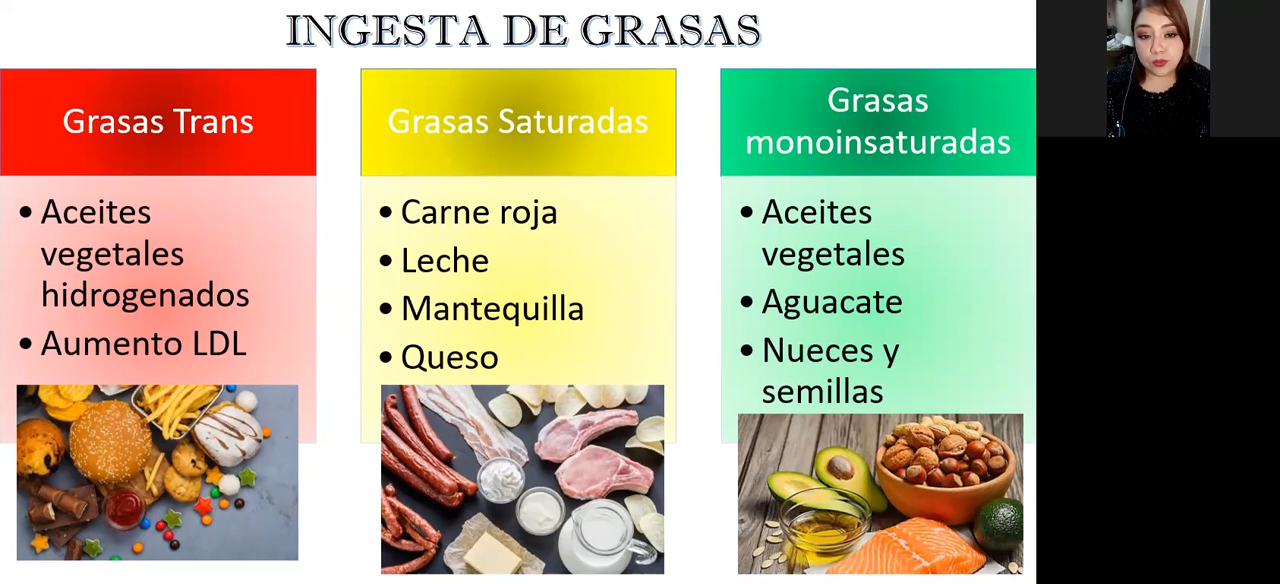 INGESTA DE GRASAS
Grasas Trans
• Aceites
vegetales
hidrogenados
• Aumento LDL
Grasas Saturadas
• Carne roja
• Leche
• Mantequilla
• Queso
Grasas
monoinsaturadas
• Aceites
vegetales
• Aguacate
• Nueces y
semillas